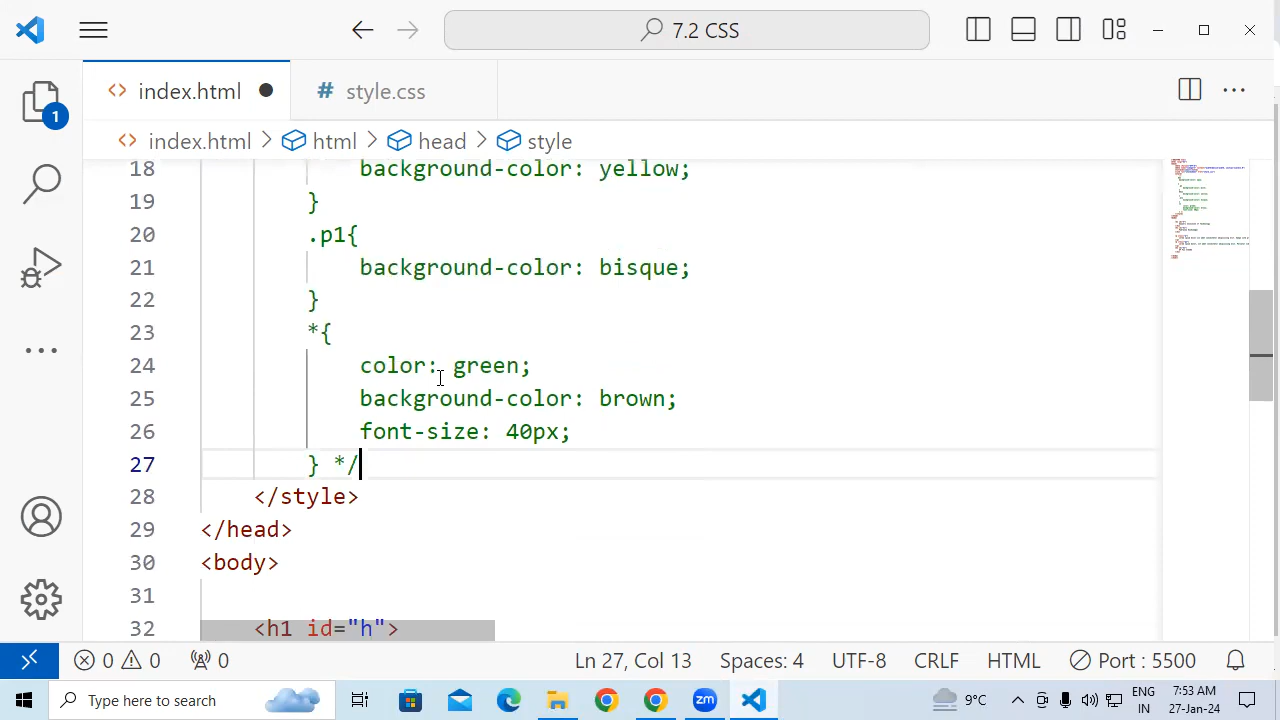 7.2 CSS
index.html
# style.css
index.html > html > head > style
1
18 background-color: yellow;
19 }
20 .p1{
21 background-color: bisque;
22 }
23 *{
24 color: green;
25 background-color: brown;
26 font-size: 40px;
27 } */
28 </style>
29 </head>
30 <body>
31
32 <h1 id="h">
0 0 0 Ln 27, Col 13 Spaces: 4 UTF-8 CRLF HTML Port : 5500
Type here to search zm 9°C ENG 7:53 AM
IN 27-Jan-24